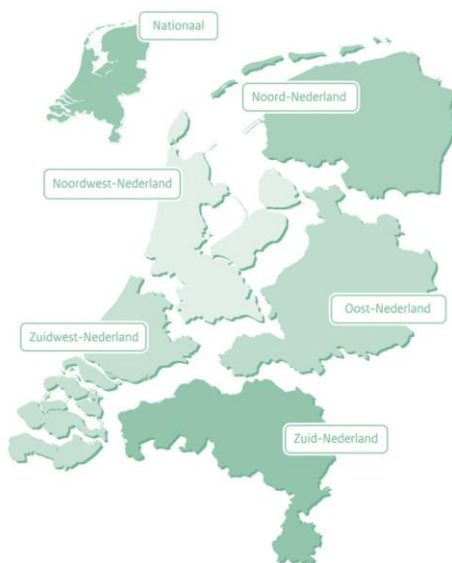 Nationaal
Noord-Nederland
Noordwest-Nederland
Oost-Nederland
Zuidwest-Nederland
Zuid-Nederland